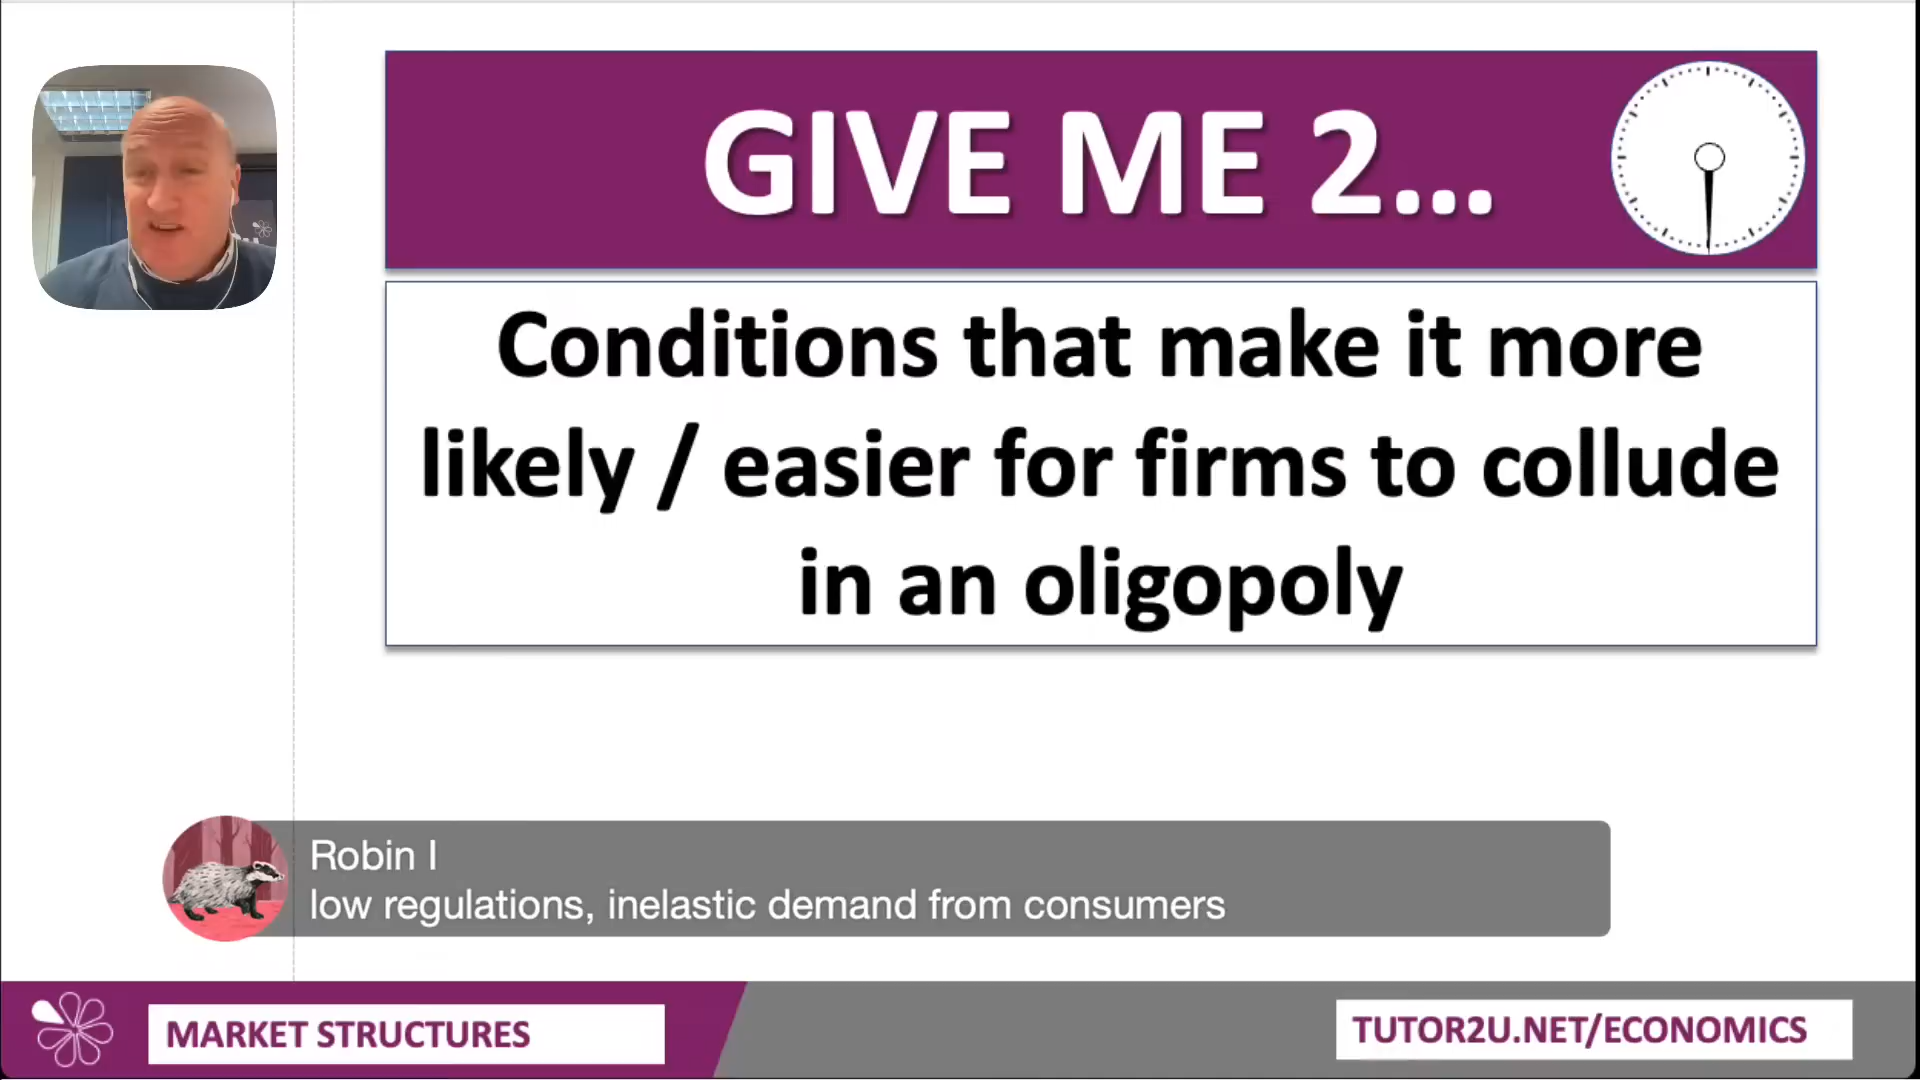 GIVE ME 2...
Conditions that make it more
likely / easier for firms to collude
in an oligopoly
Robin I
low regulations, inelastic demand from consumers
MARKET STRUCTURES
TUTOR2U.NET/ECONOMICS